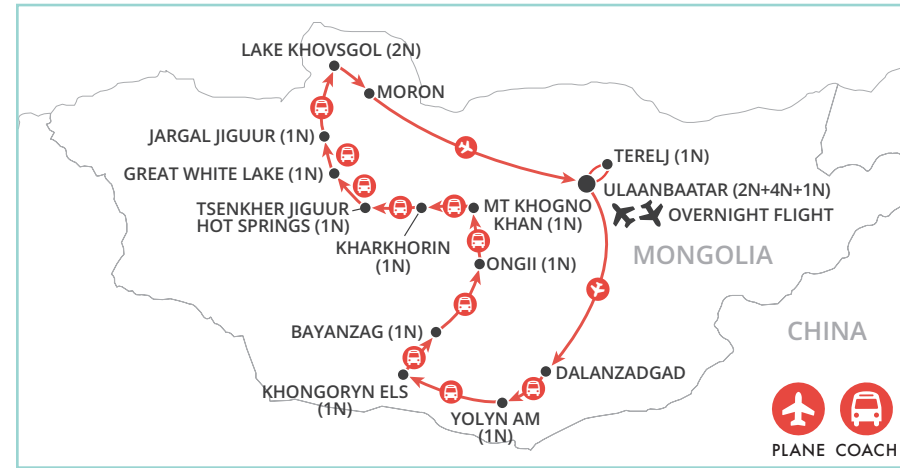 LAKE KHOVSGOL (2N)
MORON
JARGAL JIGUUR (1N)
TERELJ (1N)
GREAT WHITE LAKE (1N)
ULAANBAATAR (2N+4N+1N)
OVERNIGHT FLIGHT
TSENKHER JIGUUR
HOT SPRINGS (1N)
MT KHOGNO
KHAN (1N)
KHARKHORIN
(1N)
MONGOLIA
ONGII (1N)
BAYANZAG (1N)
CHINA
DALANZADGAD
KHONGORYN ELS
(1N)
YOLYN AM
(1N)
PLANE
COACH